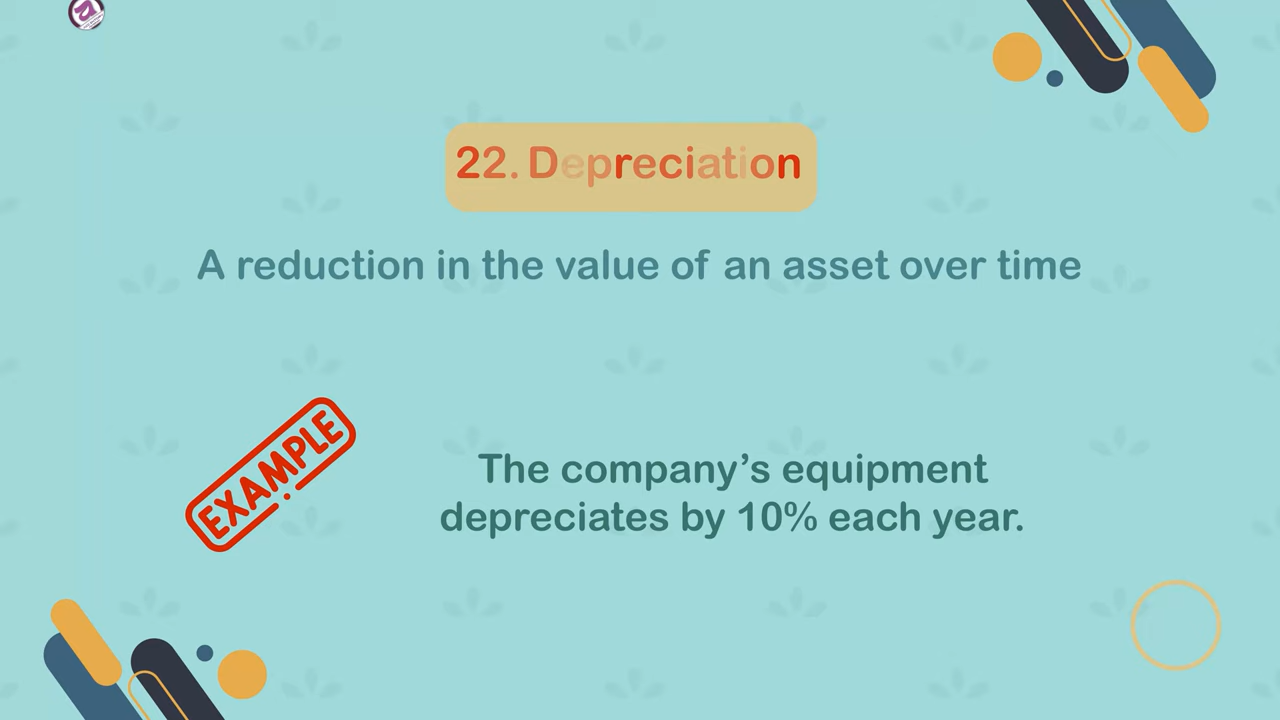 22. Depreciation
A reduction in the value of an asset over time
EXAMPLE
The company’s equipment
depreciates by 10% each year.